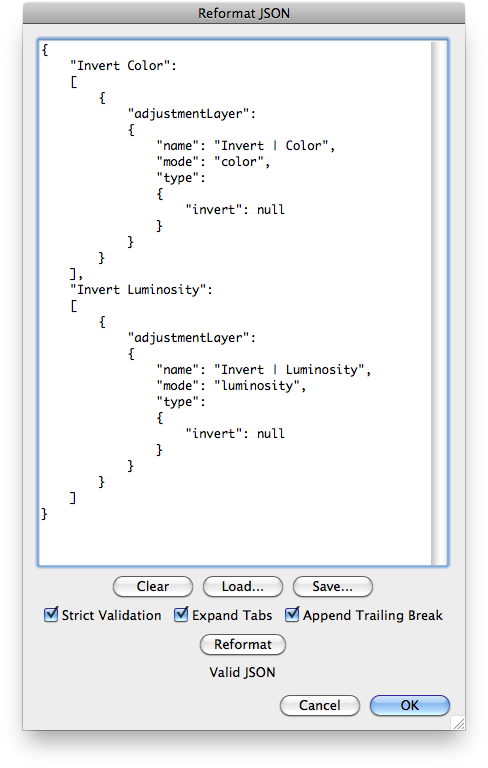 Reformat JSON
{
    "Invert Color":
    [
        {
            "adjustmentLayer":
            {
                "name": "Invert | Color",
                "mode": "color",
                "type":
                {
                    "invert": null
                }
            }
        }
    ],
    "Invert Luminosity":
    [
        {
            "adjustmentLayer":
            {
                "name": "Invert | Luminosity",
                "mode": "luminosity",
                "type":
                {
                    "invert": null
                }
            }
        }
    ]
}
Clear Load... Save...
Strict Validation Expand Tabs Append Trailing Break
Reformat
Valid JSON
Cancel OK